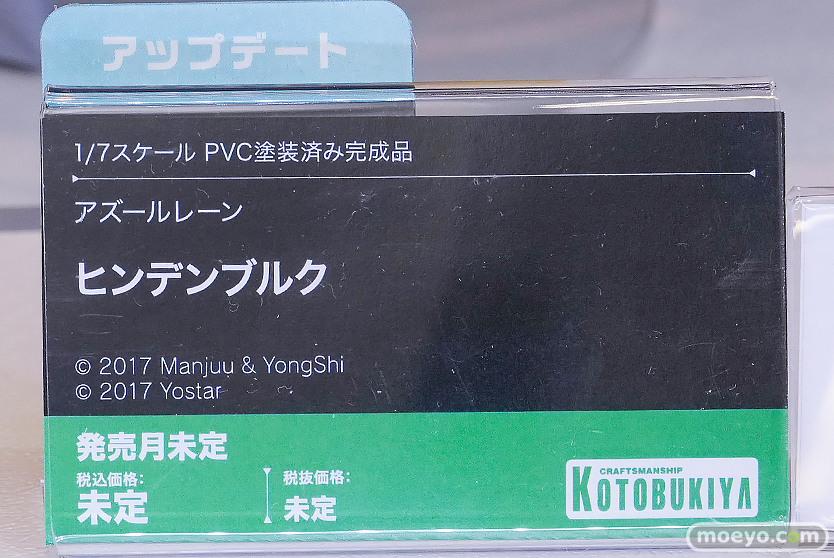 アップデート
1/7スケール PVC塗装済み完成品
アズールレーン
ヒンデンブルク
© 2017 Manjuu & YongShi
© 2017 Yostar
発売月未定
税込価格:
未定
税抜価格:
未定
CRAFTSMANSHIP
KOTOBUKIYA
moeyo.com